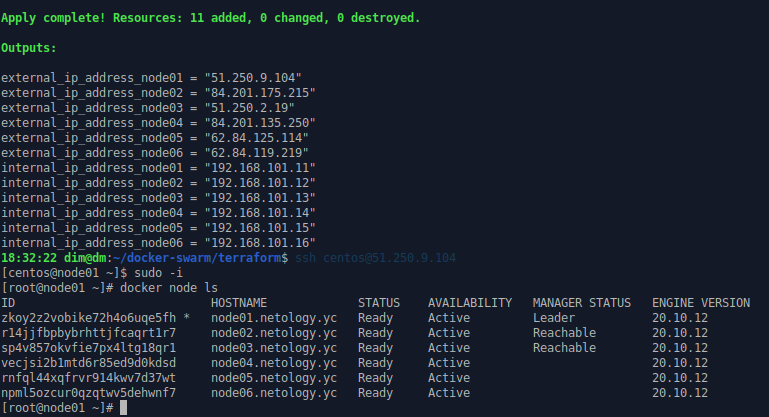 Apply complete! Resources: 11 added, 0 changed, 0 destroyed.
Outputs:
external_ip_address_node01 = "51.250.9.104"
external_ip_address_node02 = "84.201.175.215"
external_ip_address_node03 = "51.250.2.19"
external_ip_address_node04 = "84.201.135.250"
external_ip_address_node05 = "62.84.125.114"
external_ip_address_node06 = "62.84.119.219"
internal_ip_address_node01 = "192.168.101.11"
internal_ip_address_node02 = "192.168.101.12"
internal_ip_address_node03 = "192.168.101.13"
internal_ip_address_node04 = "192.168.101.14"
internal_ip_address_node05 = "192.168.101.15"
internal_ip_address_node06 = "192.168.101.16"
18:32:22 dim@dm:~/docker-swarm/terraform$ ssh centos@51.250.9.104
[centos@node01 ~]$ sudo -i
[root@node01 ~]# docker node ls
ID HOSTNAME STATUS AVAILABILITY MANAGER STATUS ENGINE VERSION
zkoy2z2vobike72h4o6uqe5fh * node01.netology.yc Ready Active Leader 20.10.12
r14jjfbpbybrhttjfcaqrt1r7 node02.netology.yc Ready Active Reachable 20.10.12
sp4v857okvfie7px4ltg18qr1 node03.netology.yc Ready Active Reachable 20.10.12
vecjsi2b1mtd6r85ed9d0kdsd node04.netology.yc Ready Active 20.10.12
rnfql44xqfrvr914kwv7d37wt node05.netology.yc Ready Active 20.10.12
npml5ozcur0qzqtwv5dehwnf7 node06.netology.yc Ready Active 20.10.12
[root@node01 ~]#